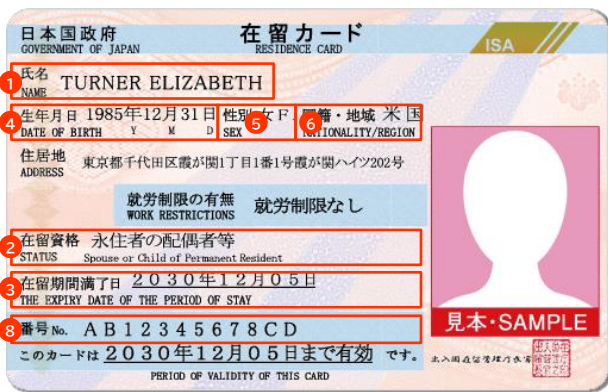 日本国政府 在留カード ISA
GOVERNMENT OF JAPAN RESIDENCE CARD
1 氏名 TURNER ELIZABETH
NAME
4 生年月日 1985年12月31日 性別 女 F 国籍・地域 米国
DATE OF BIRTH Y M D 5 SEX 6 NATIONALITY/REGION
住居地 東京都千代田区霞が関1丁目1番1号霞が関ハイツ202号
ADDRESS
就労制限の有無 就労制限なし
WORK RESTRICTIONS
2 在留資格 永住者の配偶者等
STATUS Spouse or Child of Permanent Resident
3 在留期間満了日 2030年12月05日
THE EXPIRY DATE OF THE PERIOD OF STAY
見本・SAMPLE
8 番号 No. AB12345678CD
このカードは 2030年12月05日まで有効 です。 出入国在留管理庁長官
PERIOD OF VALIDITY OF THIS CARD